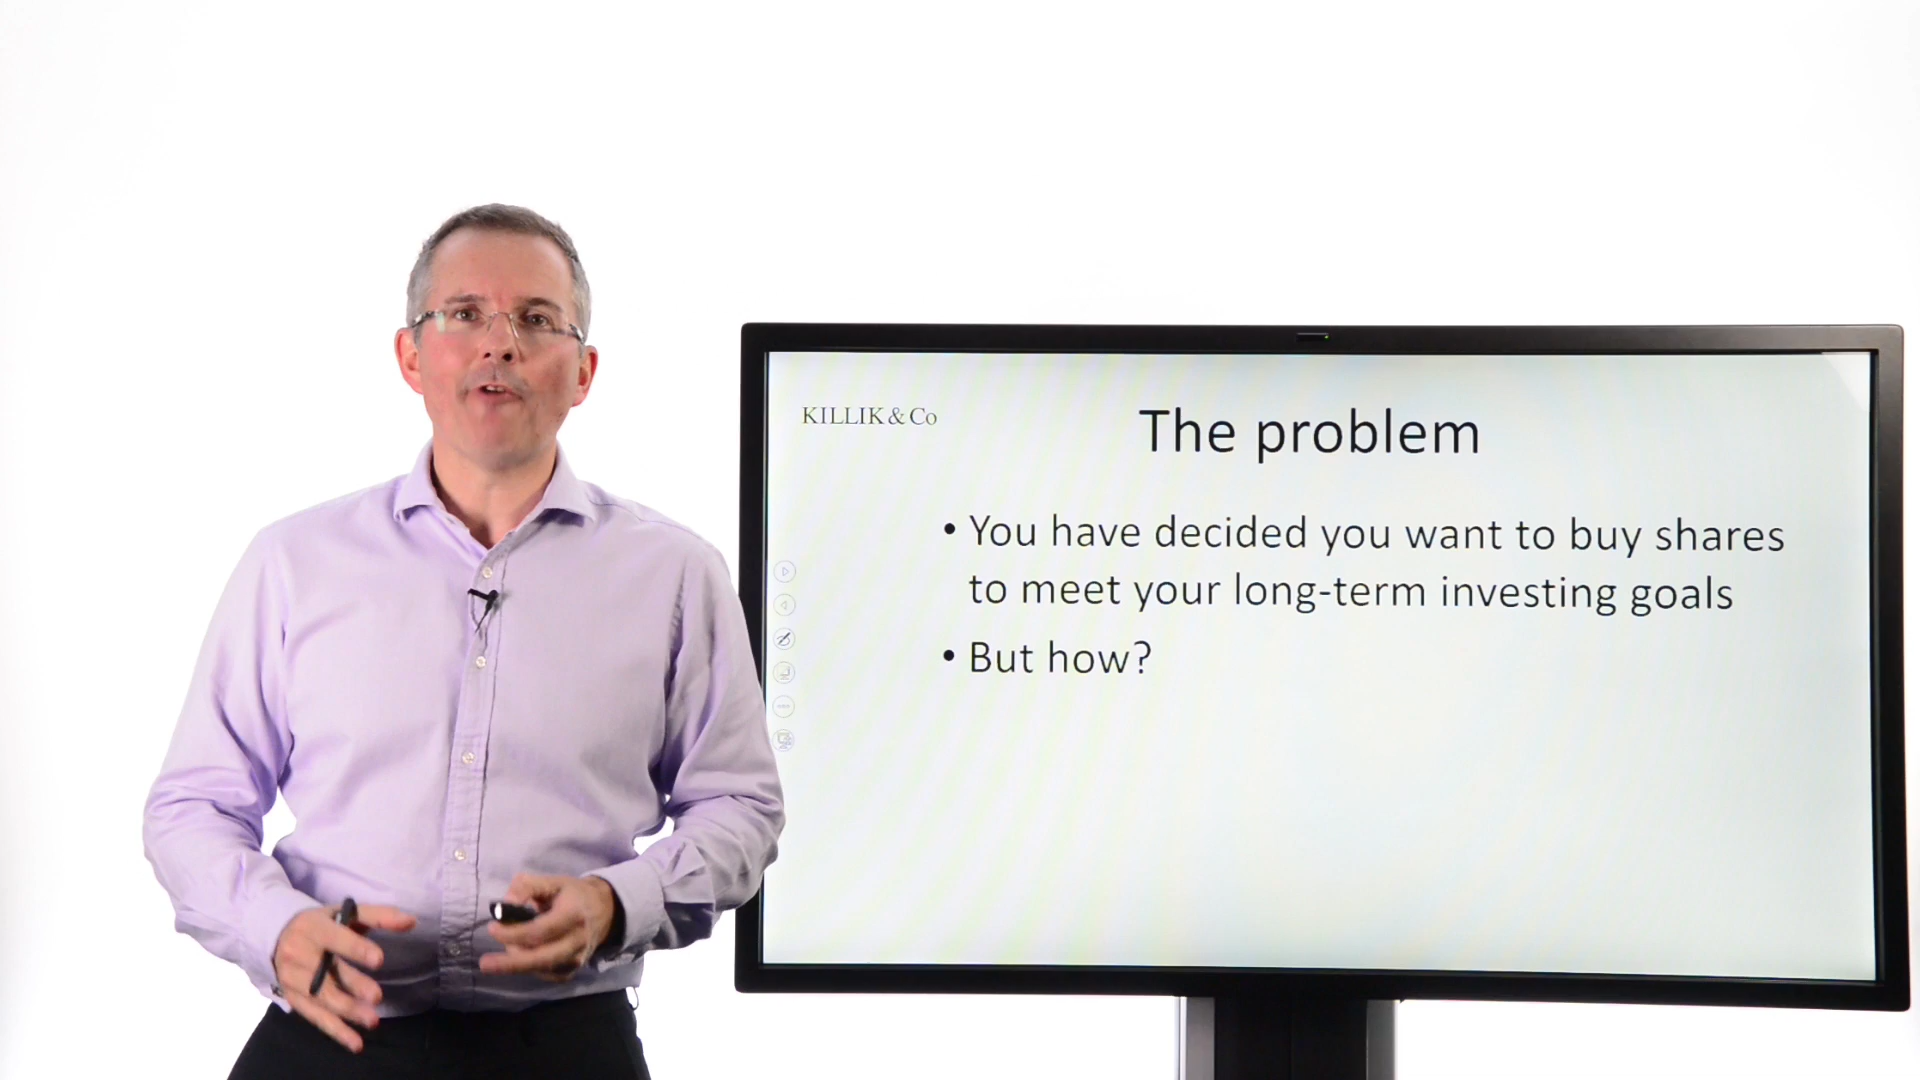 KILLIK & Co
The problem
• You have decided you want to buy shares
to meet your long-term investing goals
• But how?